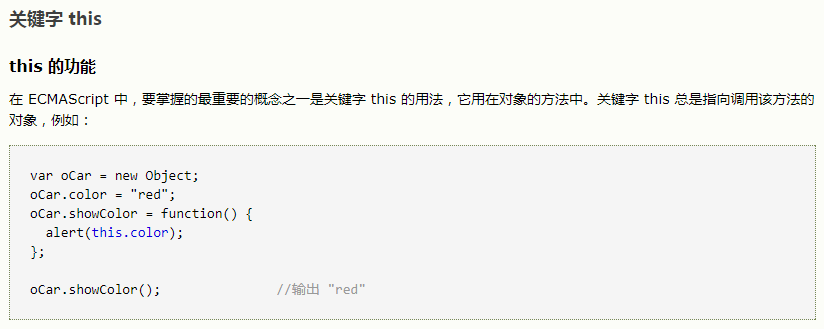 关键字 this
this 的功能
在 ECMAScript 中，要掌握的最重要的概念之一是关键字 this 的用法，它用在对象的方法中。关键字 this 总是指向调用该方法的
对象，例如：
var oCar = new Object;
oCar.color = "red";
oCar.showColor = function() {
  alert(this.color);
};
oCar.showColor();               //输出 "red"